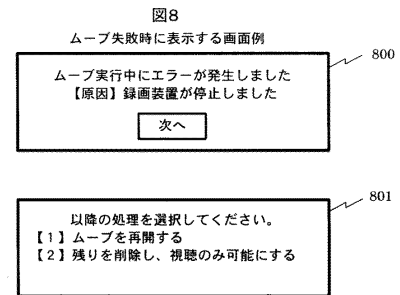 図8
ムーブ失敗時に表示する画面例
800
ムーブ実行中にエラーが発生しました
【原因】録画装置が停止しました
次へ
801
以降の処理を選択してください。
【1】ムーブを再開する
【2】残りを削除し、視聴のみ可能にする